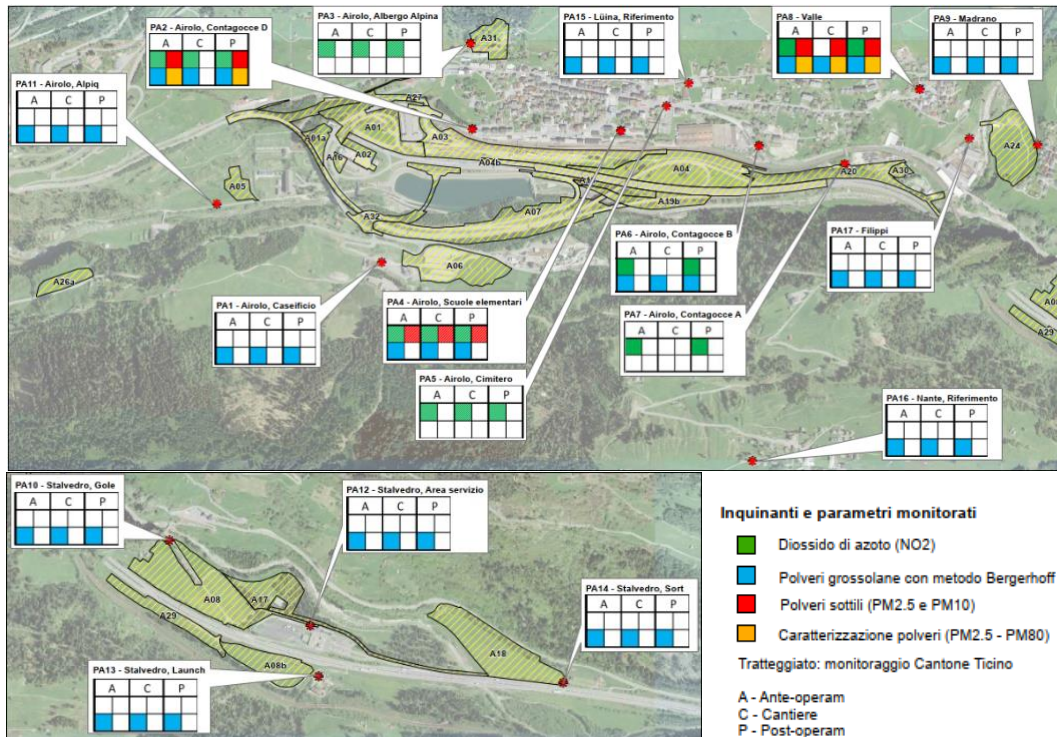 PA2 - Airolo, Contagocce D
A C P
PA3 - Airolo, Albergo Alpina
A C P
PA15 - Lüina, Riferimento
A C P
PA8 - Valle
A C P
PA9 - Madrano
A C P
PA11 - Airolo, Alpiq
A C P
A31
A27
A01
A01a
A03
A16
A02
A04b
A04
A05
A32
A07
A19b
A20
A30
A24
A06
A26a
A29
PA6 - Airolo, Contagocce B
A C P
PA17 - Filippi
A C P
PA1 - Airolo, Caseificio
A C P
PA4 - Airolo, Scuole elementari
A C P
PA7 - Airolo, Contagocce A
A C P
PA5 - Airolo, Cimitero
A C P
PA16 - Nante, Riferimento
A C P
PA10 - Stalvedro, Gole
A C P
PA12 - Stalvedro, Area servizio
A C P
PA14 - Stalvedro, Sort
A C P
PA13 - Stalvedro, Launch
A C P
A08
A17
A29
A08b
A18
Inquinanti e parametri monitorati
Diossido di azoto (NO2)
Polveri grossolane con metodo Bergerhoff
Polveri sottili (PM2.5 e PM10)
Caratterizzazione polveri (PM2.5 - PM80)
Tratteggiato: monitoraggio Cantone Ticino
A - Ante-operam
C - Cantiere
P - Post-operam